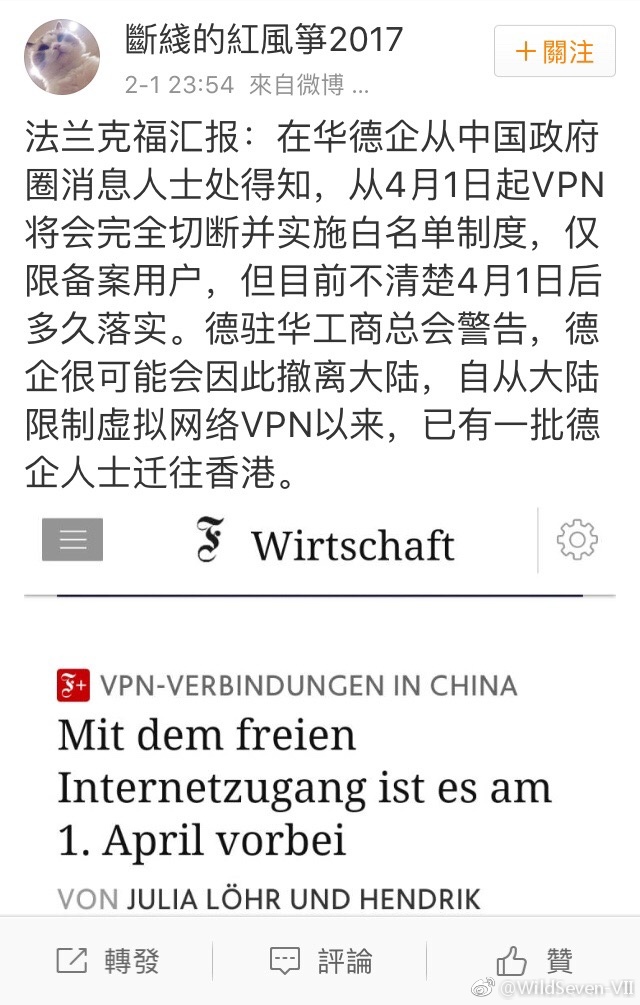 斷綫的紅風箏2017
2-1 23:54 來自微博 ...
+關注
法兰克福汇报：在华德企从中国政府
圈消息人士处得知，从4月1日起VPN
将会完全切断并实施白名单制度，仅
限备案用户，但目前不清楚4月1日后
多久落实。德驻华工商总会警告，德
企很可能会因此撤离大陆，自从大陆
限制虚拟网络VPN以来，已有一批德
企人士迁往香港。
F Wirtschaft
F+ VPN-VERBINDUNGEN IN CHINA
Mit dem freien
Internetzugang ist es am
1. April vorbei
VON JULIA LÖHR UND HENDRIK
轉發
評論
贊
@WildSeven-VII